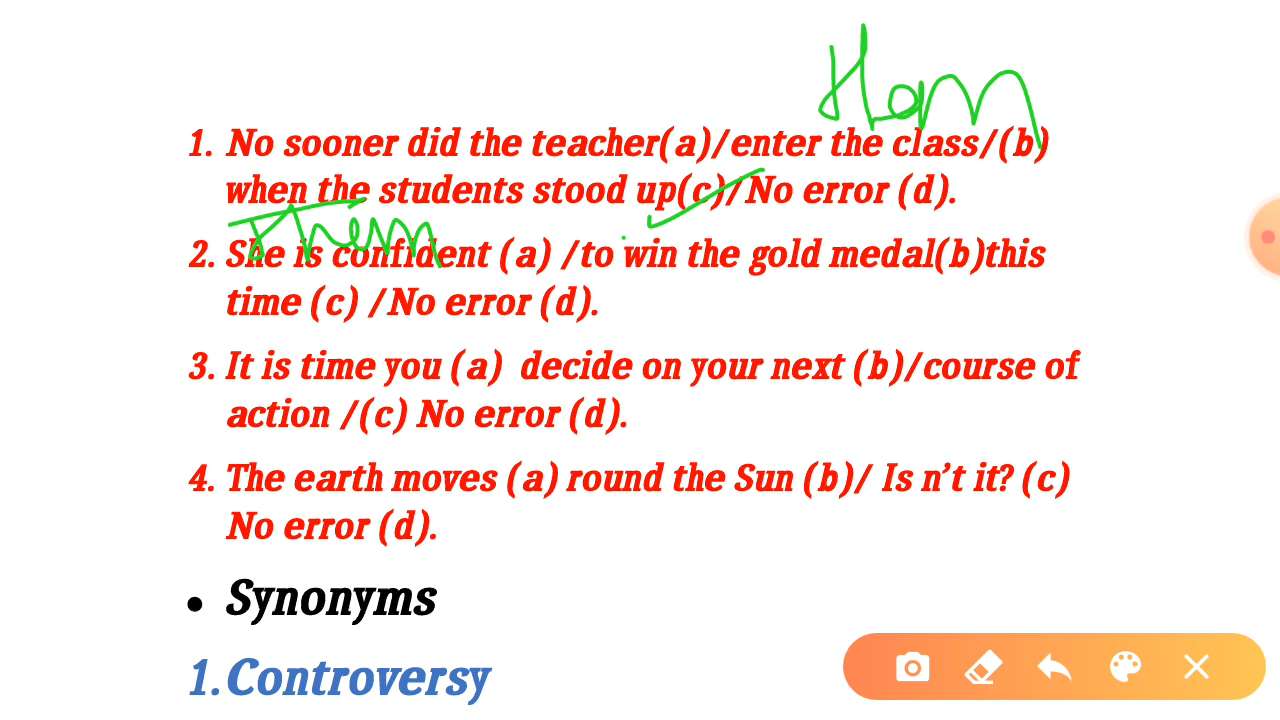 Than
1. No sooner did the teacher(a)/enter the class/(b)
when the students stood up(c)/No error (d).
then
2. She is confident (a) /to win the gold medal(b)this
time (c) /No error (d).
3. It is time you (a) decide on your next (b)/course of
action /(c) No error (d).
4. The earth moves (a) round the Sun (b)/ Is n’t it? (c)
No error (d).
• Synonyms
1.Controversy